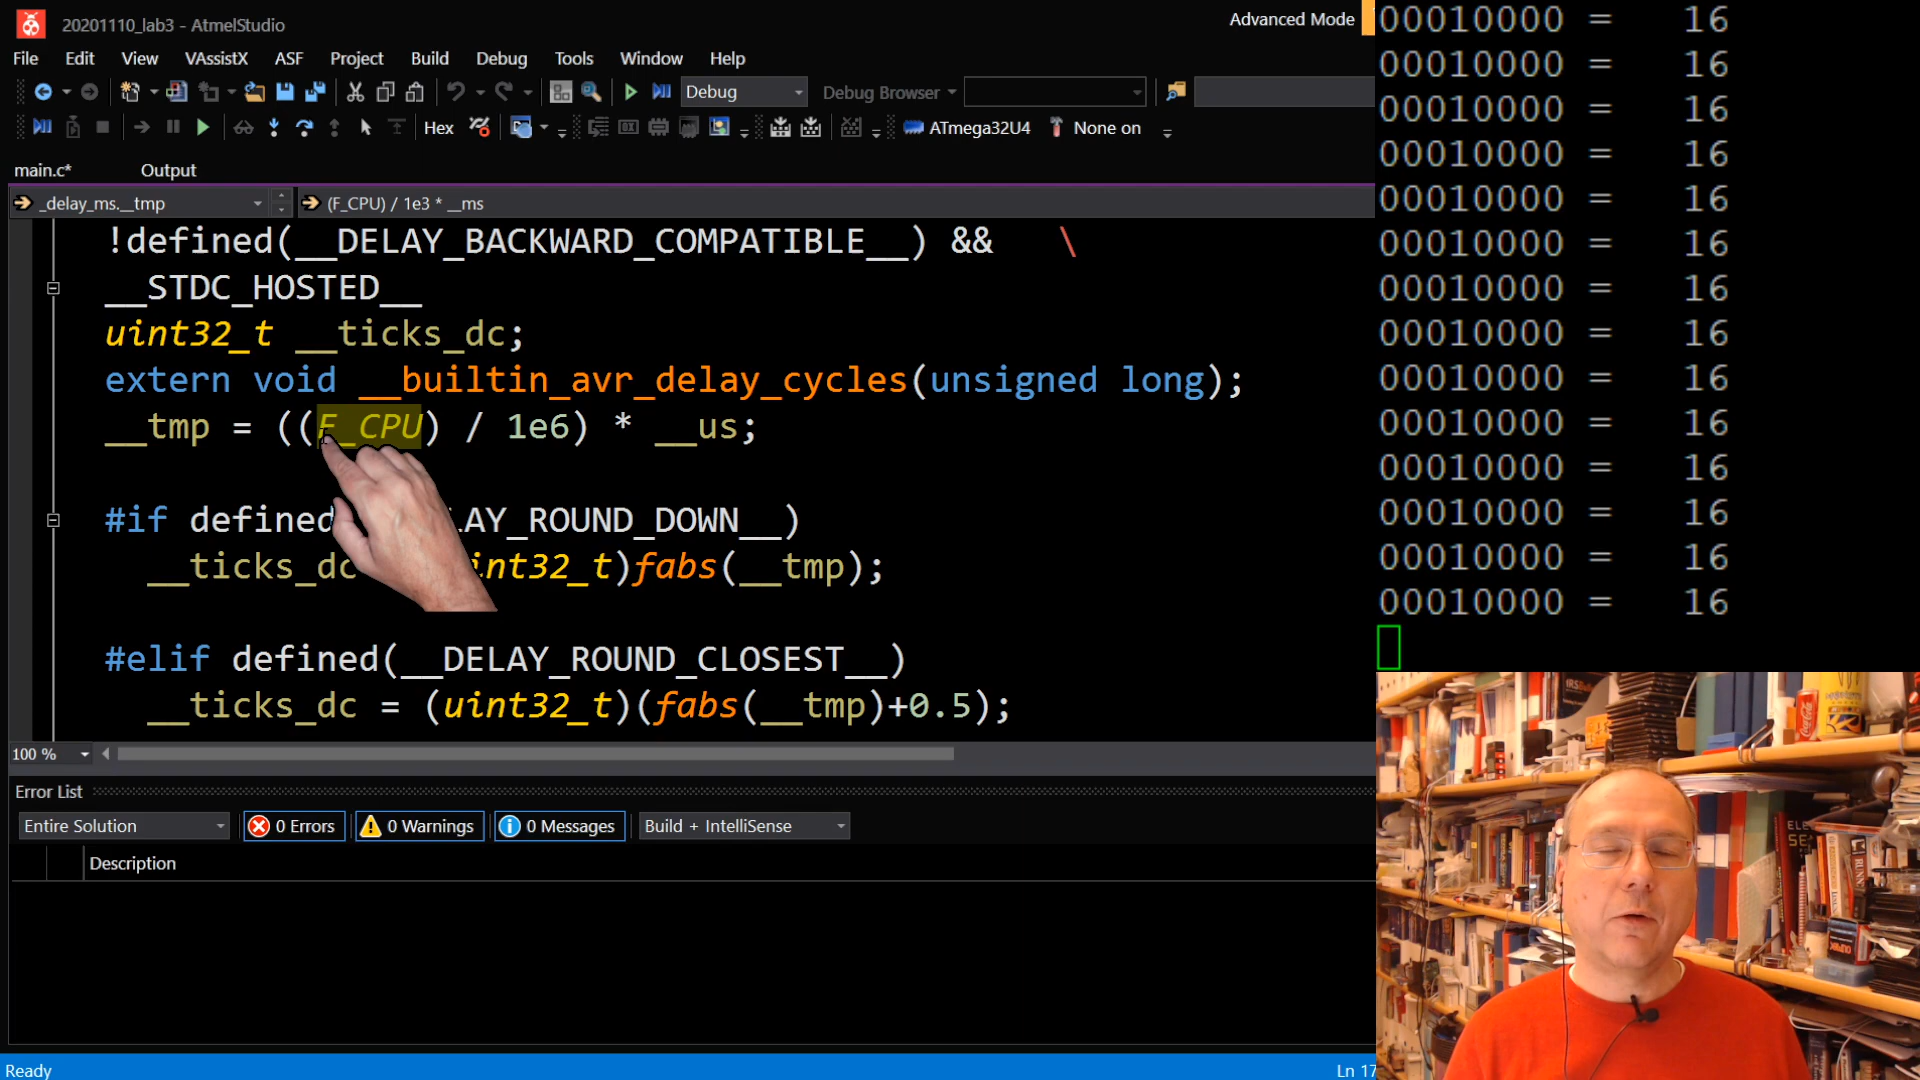 20201110_lab3 - AtmelStudio
Advanced Mode
File Edit View VAssistX ASF Project Build Debug Tools Window Help
Debug Debug Browser
Hex ATmega32U4 None on
main.c* Output
_delay_ms.__tmp (F_CPU) / 1e3 * __ms
!defined(__DELAY_BACKWARD_COMPATIBLE__) && \
__STDC_HOSTED__
uint32_t __ticks_dc;
extern void __builtin_avr_delay_cycles(unsigned long);
__tmp = ((F_CPU) / 1e6) * __us;
#if defined LAY_ROUND_DOWN__)
__ticks_dc int32_t)fabs(__tmp);
#elif defined(__DELAY_ROUND_CLOSEST__)
__ticks_dc = (uint32_t)(fabs(__tmp)+0.5);
100 %
Error List
Entire Solution 0 Errors 0 Warnings 0 Messages Build + IntelliSense
Description
Ready
Ln 17
00010000 = 16
00010000 = 16
00010000 = 16
00010000 = 16
00010000 = 16
00010000 = 16
00010000 = 16
00010000 = 16
00010000 = 16
00010000 = 16
00010000 = 16
00010000 = 16
00010000 = 16
00010000 = 16